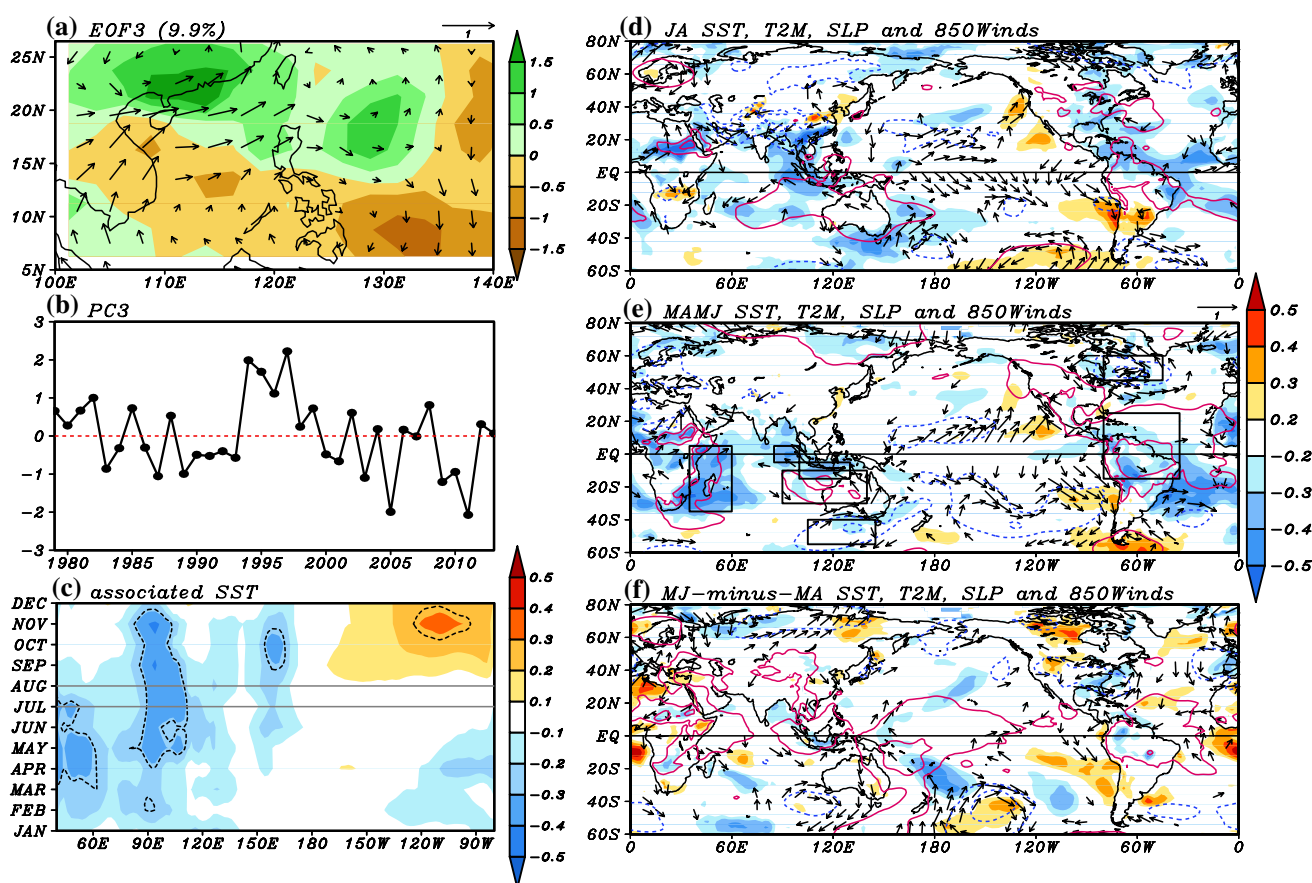 (a) EOF3 (9.9%)
1
25N
20N
15N
10N
5N
100E 110E 120E 130E 140E
1.5
1
0.5
0
-0.5
-1
-1.5
(b) PC3
3
2
1
0
-1
-2
-3
1980 1985 1990 1995 2000 2005 2010
(c) associated SST
DEC
NOV
OCT
SEP
AUG
JUL
JUN
MAY
APR
MAR
FEB
JAN
60E 90E 120E 150E 180 150W 120W 90W
0.5
0.4
0.3
0.2
0.1
-0.1
-0.2
-0.3
-0.4
-0.5
(d) JA SST, T2M, SLP and 850Winds
80N
60N
40N
20N
EQ
20S
40S
60S
0 60E 120E 180 120W 60W 0
(e) MAMJ SST, T2M, SLP and 850Winds
1
80N
60N
40N
20N
EQ
20S
40S
60S
0 60E 120E 180 120W 60W 0
0.5
0.4
0.3
0.2
-0.2
-0.3
-0.4
-0.5
(f) MJ-minus-MA SST, T2M, SLP and 850Winds
80N
60N
40N
20N
EQ
20S
40S
60S
0 60E 120E 180 120W 60W 0